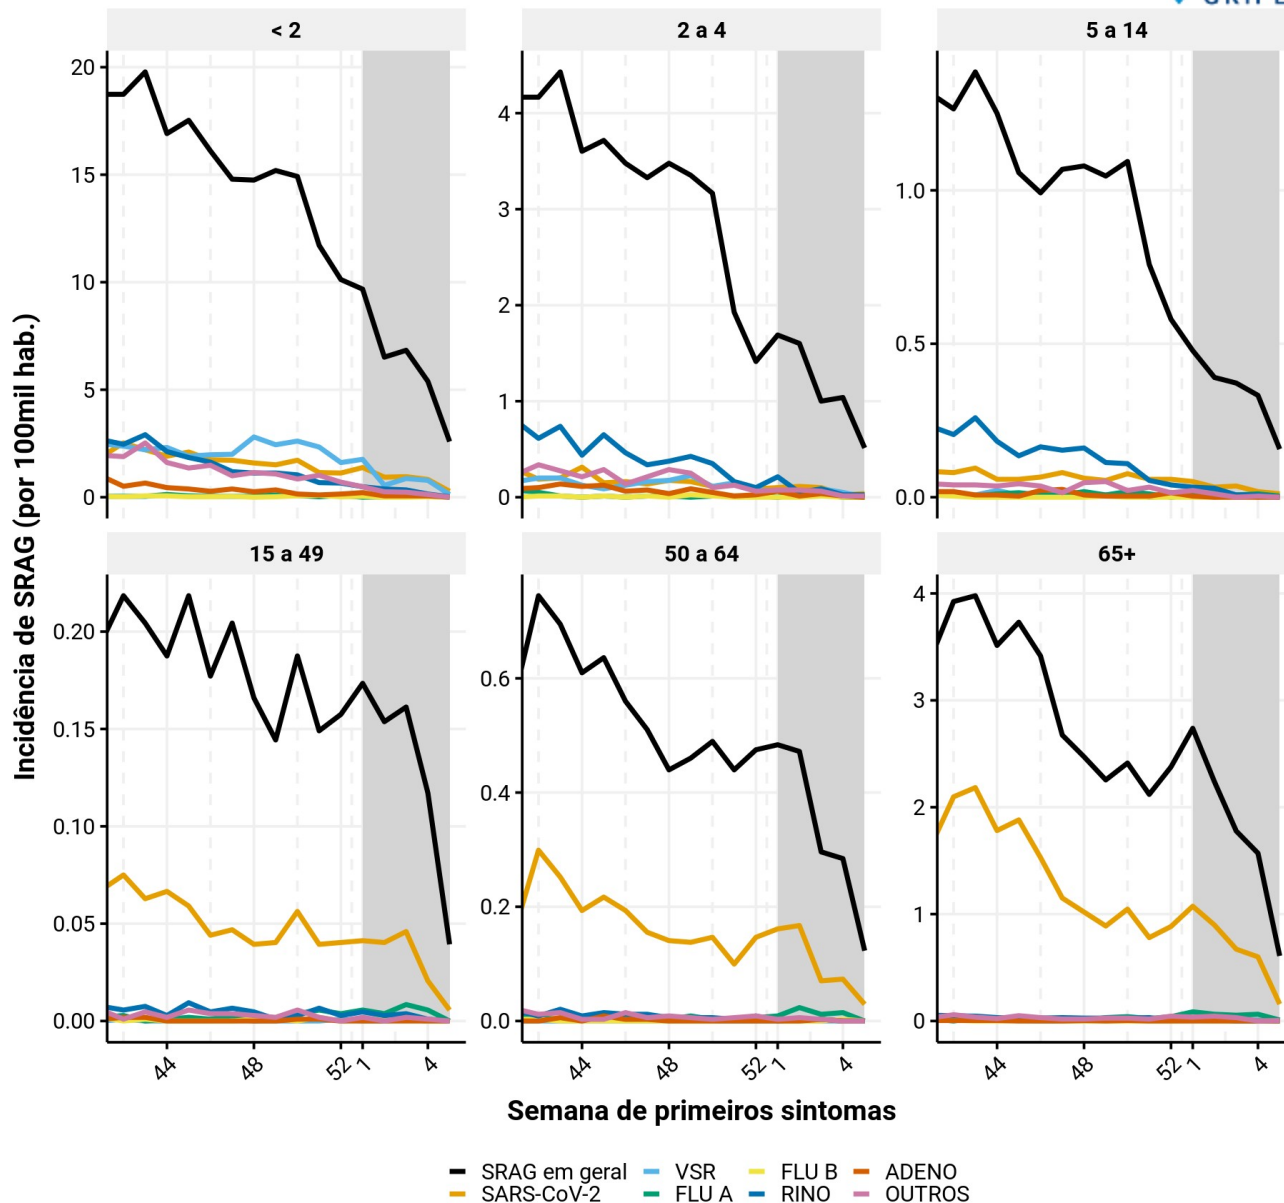 < 2
2 a 4
5 a 14
20
15
10
5
0
4
3
2
1
0
1.0
0.5
0.0
Incidência de SRAG (por 100mil hab.)
15 a 49
50 a 64
65+
0.20
0.15
0.10
0.05
0.00
0.6
0.4
0.2
0.0
4
3
2
1
0
44 48 52 1 4
44 48 52 1 4
44 48 52 1 4
Semana de primeiros sintomas
SRAG em geral VSR FLU B ADENO
SARS-CoV-2 FLU A RINO OUTROS